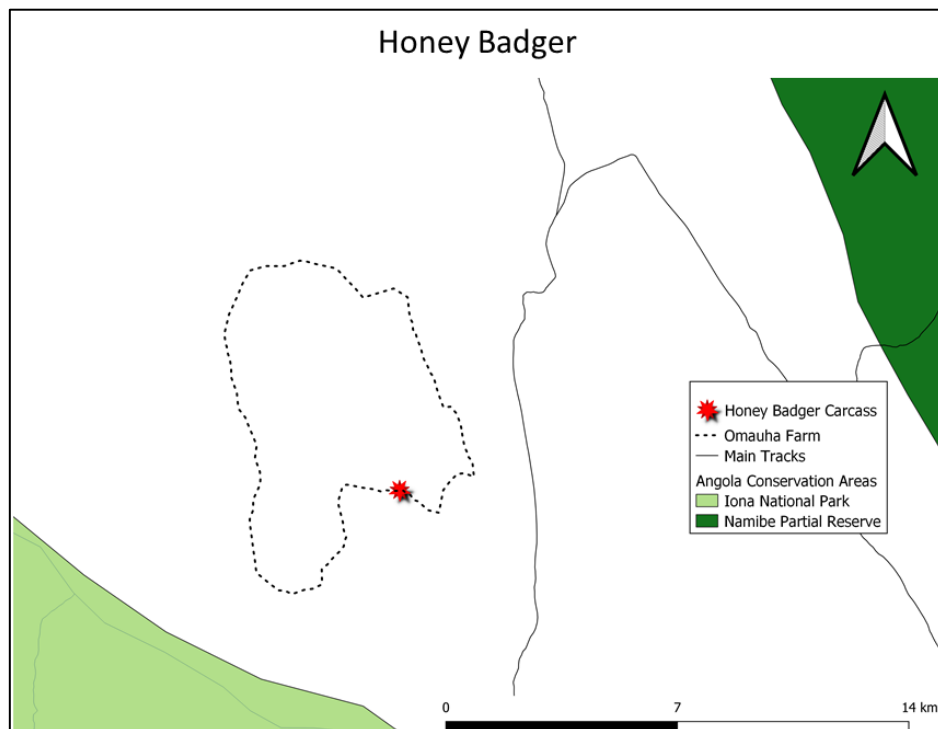 Honey Badger
Honey Badger Carcass
Omauha Farm
Main Tracks
Angola Conservation Areas
Iona National Park
Namibe Partial Reserve
0 7 14 km